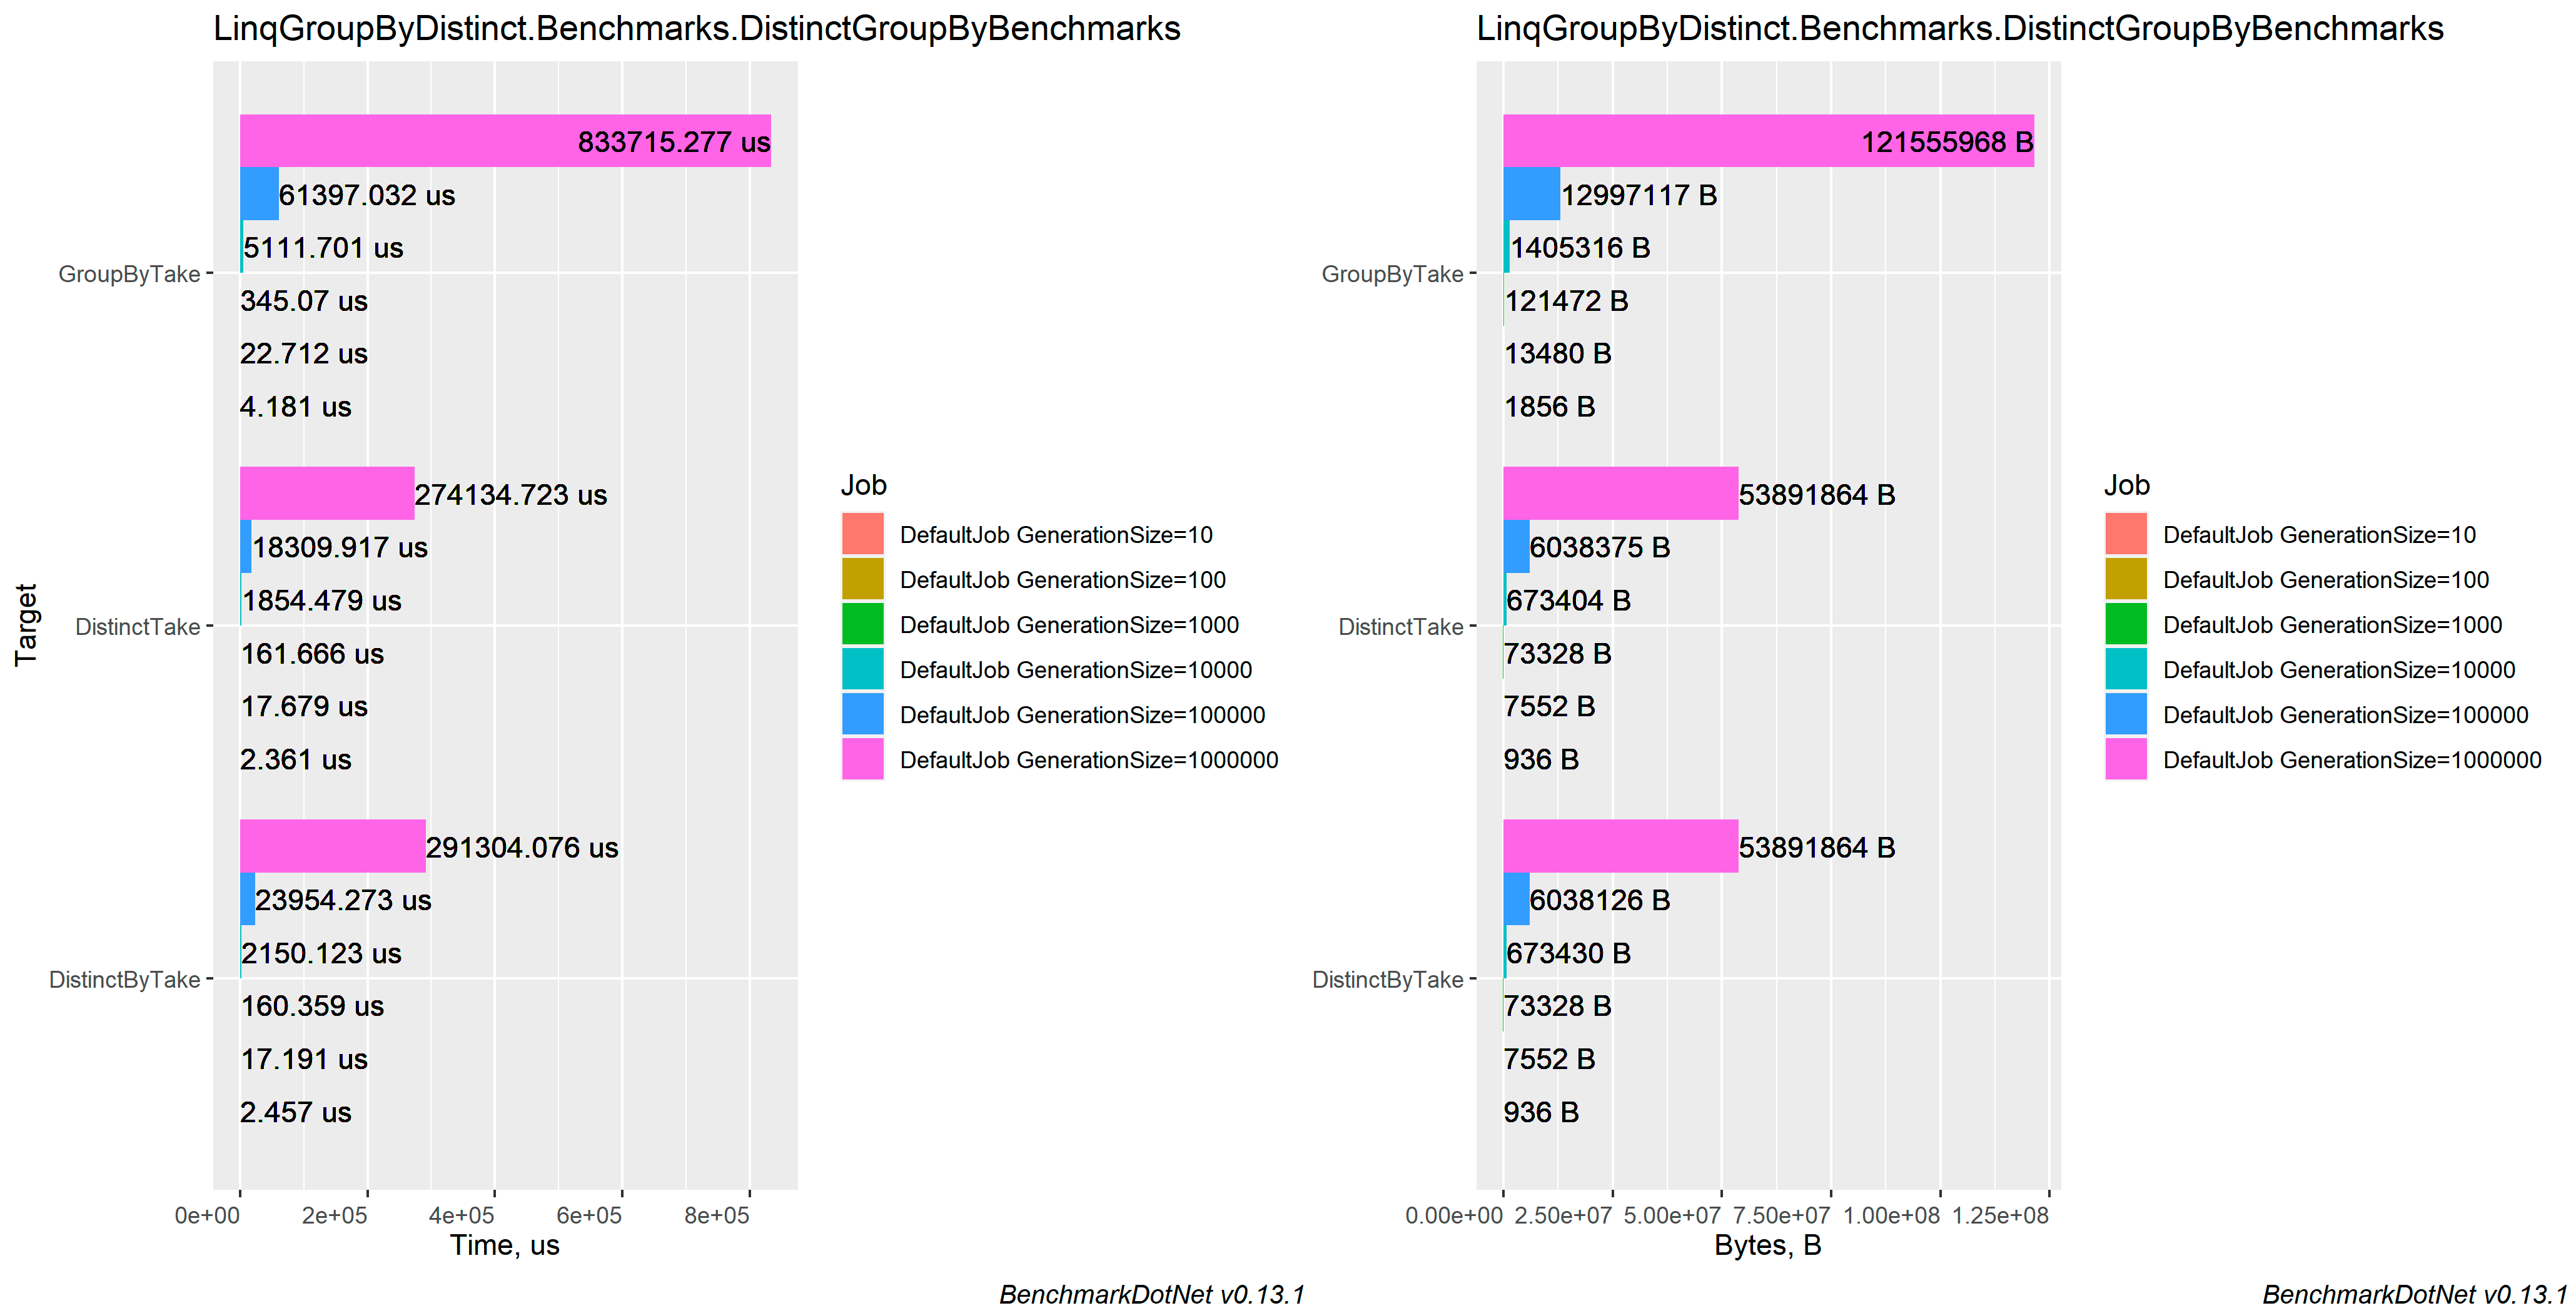 LinqGroupByDistinct.Benchmarks.DistinctGroupByBenchmarks
Target
GroupByTake
833715.277 us
61397.032 us
5111.701 us
345.07 us
22.712 us
4.181 us
DistinctTake
274134.723 us
18309.917 us
1854.479 us
161.666 us
17.679 us
2.361 us
DistinctByTake
291304.076 us
23954.273 us
2150.123 us
160.359 us
17.191 us
2.457 us
0e+00 2e+05 4e+05 6e+05 8e+05
Time, us
Job
DefaultJob GenerationSize=10
DefaultJob GenerationSize=100
DefaultJob GenerationSize=1000
DefaultJob GenerationSize=10000
DefaultJob GenerationSize=100000
DefaultJob GenerationSize=1000000
BenchmarkDotNet v0.13.1
LinqGroupByDistinct.Benchmarks.DistinctGroupByBenchmarks
GroupByTake
121555968 B
12997117 B
1405316 B
121472 B
13480 B
1856 B
DistinctTake
53891864 B
6038375 B
673404 B
73328 B
7552 B
936 B
DistinctByTake
53891864 B
6038126 B
673430 B
73328 B
7552 B
936 B
0.00e+00 2.50e+07 5.00e+07 7.50e+07 1.00e+08 1.25e+08
Bytes, B
Job
DefaultJob GenerationSize=10
DefaultJob GenerationSize=100
DefaultJob GenerationSize=1000
DefaultJob GenerationSize=10000
DefaultJob GenerationSize=100000
DefaultJob GenerationSize=1000000
BenchmarkDotNet v0.13.1